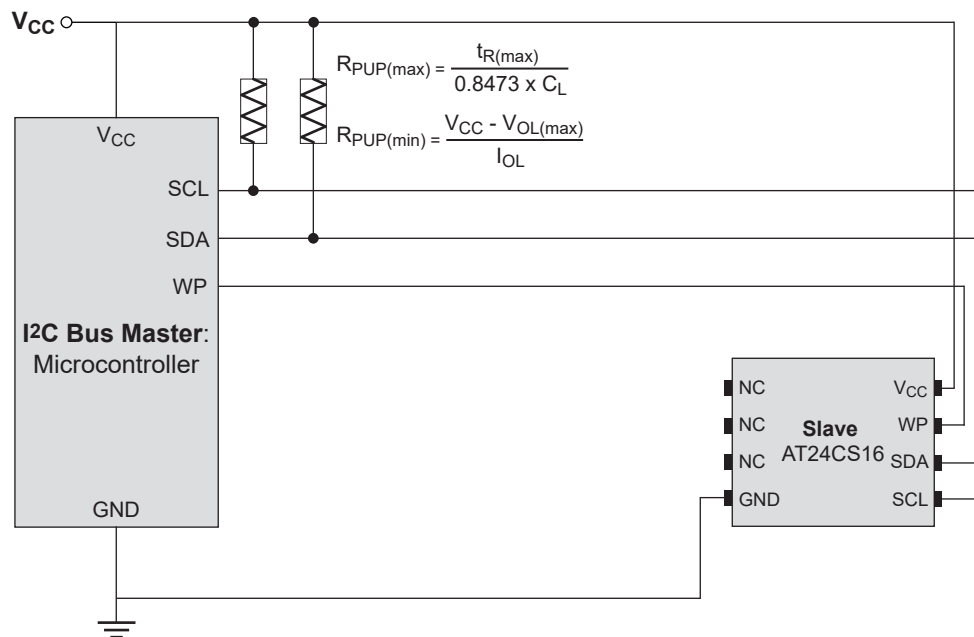 VCC
RPUP(max) = tR(max) / 0.8473 x CL
RPUP(min) = VCC - VOL(max) / IOL
VCC
SCL
SDA
WP
I2C Bus Master:
Microcontroller
GND
NC
NC
NC
GND
Slave
AT24CS16
VCC
WP
SDA
SCL